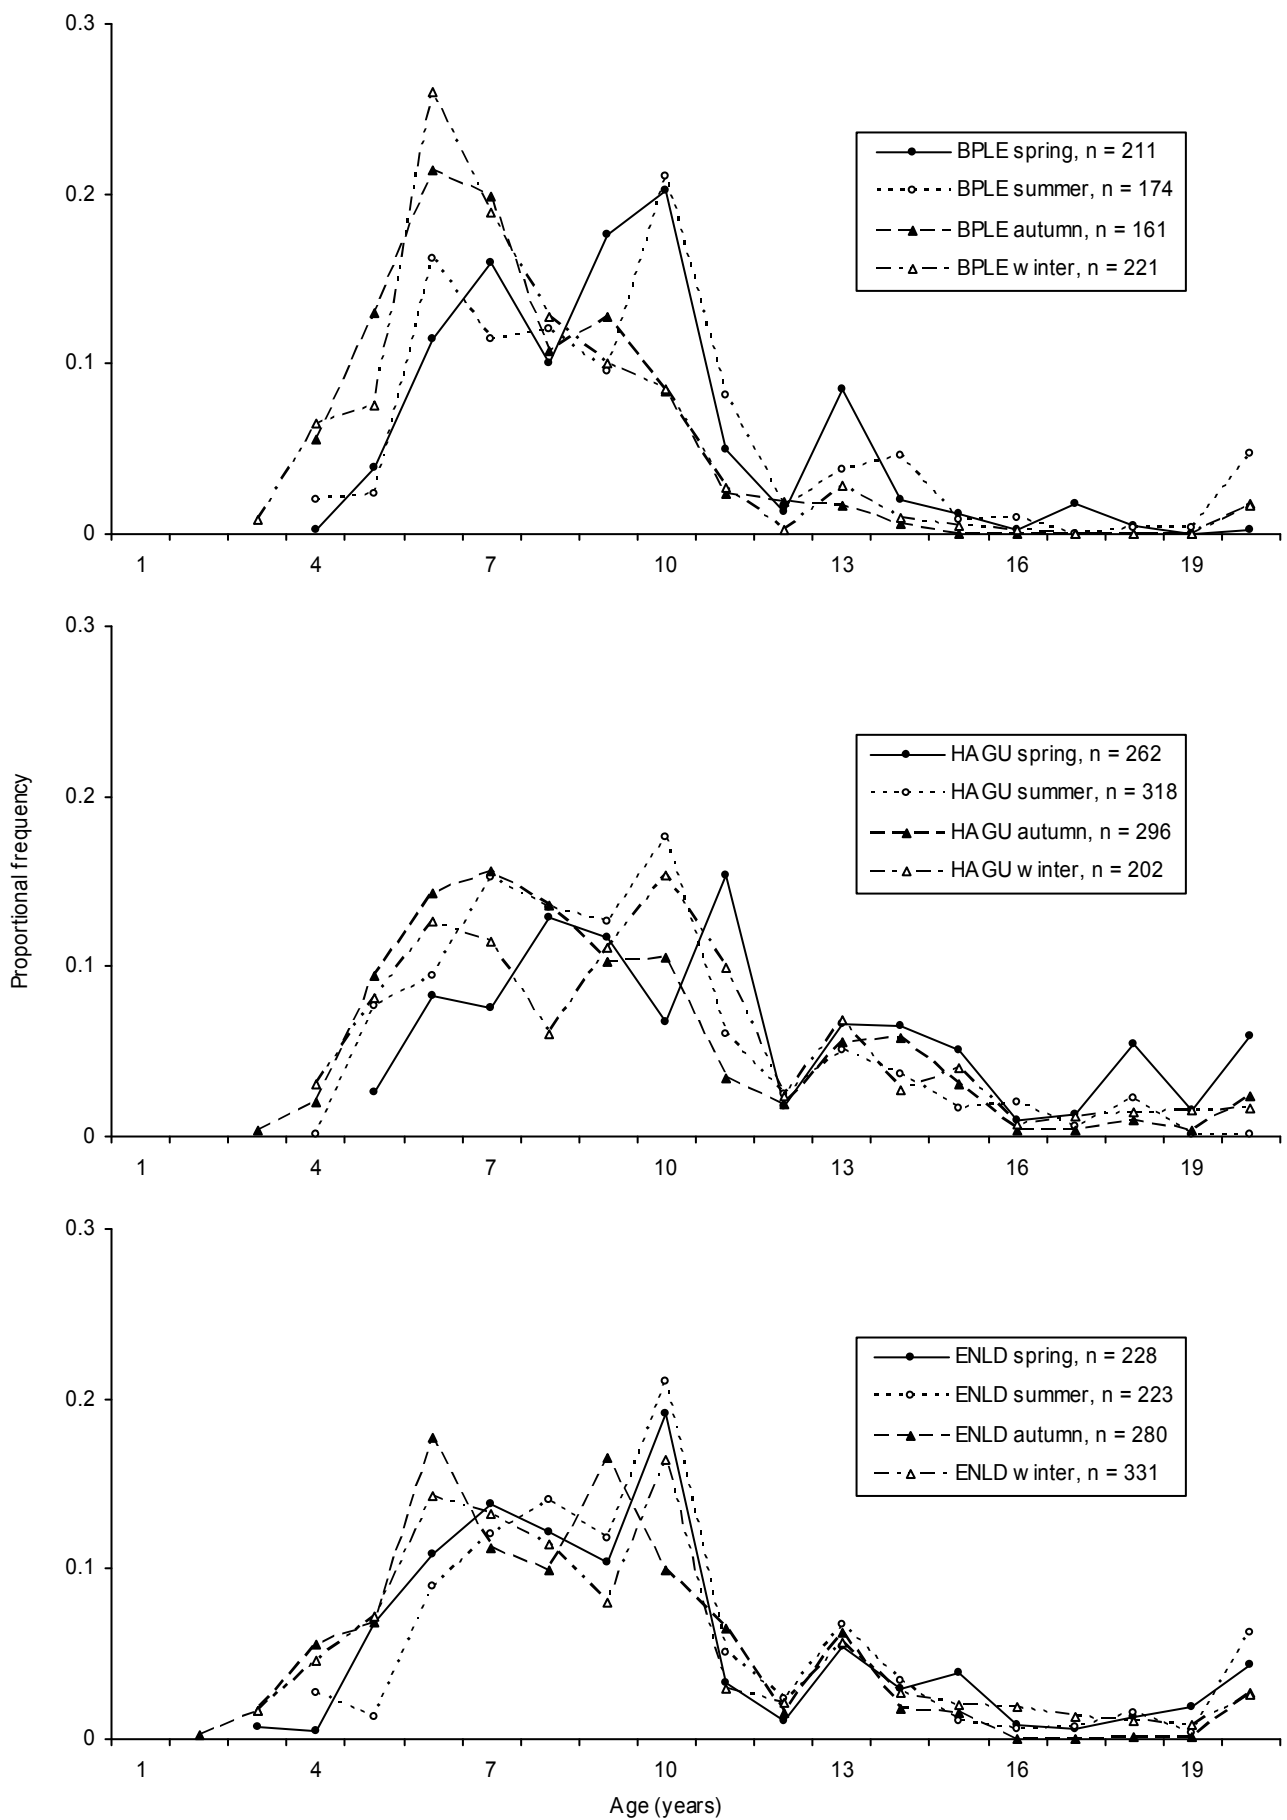 0.3
0.2
0.1
0
BPLE spring, n = 211
BPLE summer, n = 174
BPLE autumn, n = 161
BPLE winter, n = 221
1 4 7 10 13 16 19
Proportional frequency
0.3
0.2
0.1
0
HAGU spring, n = 262
HAGU summer, n = 318
HAGU autumn, n = 296
HAGU winter, n = 202
1 4 7 10 13 16 19
0.3
0.2
0.1
0
ENLD spring, n = 228
ENLD summer, n = 223
ENLD autumn, n = 280
ENLD winter, n = 331
1 4 7 10 13 16 19
Age (years)